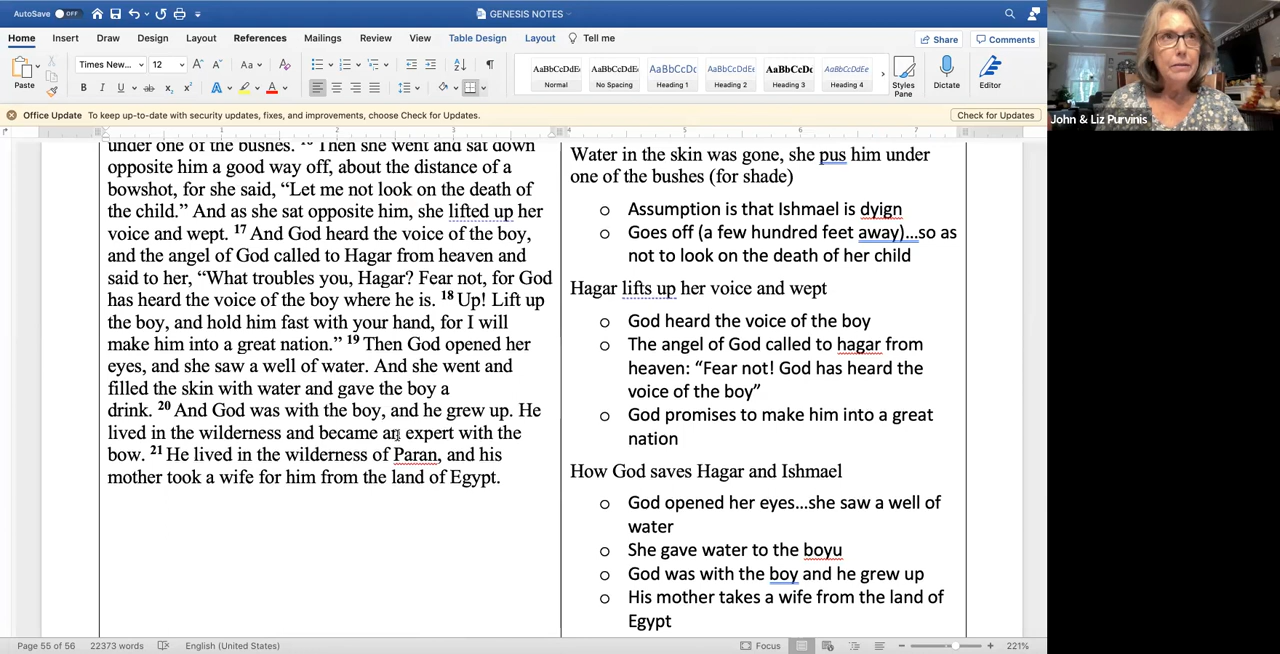 AutoSave OFF GENESIS NOTES
Home Insert Draw Design Layout References Mailings Review View Table Design Layout Tell me Share Comments
Paste Times New... 12 Aa AaBbCcDdEe Normal AaBbCcDdEe No Spacing AaBbCcDc Heading 1 AaBbCcDdEe Heading 2 AaBbCcDc Heading 3 AaBbCcDdEe Heading 4 Styles Pane Dictate Editor
Office Update To keep up-to-date with security updates, fixes, and improvements, choose Check for Updates. Check for Updates
John & Liz Purvinis
1 2 3 4 5 6 7
under one of the bushes. 16 Then she went and sat down
opposite him a good way off, about the distance of a
bowshot, for she said, “Let me not look on the death of
the child.” And as she sat opposite him, she lifted up her
voice and wept. 17 And God heard the voice of the boy,
and the angel of God called to Hagar from heaven and
said to her, “What troubles you, Hagar? Fear not, for God
has heard the voice of the boy where he is. 18 Up! Lift up
the boy, and hold him fast with your hand, for I will
make him into a great nation.” 19 Then God opened her
eyes, and she saw a well of water. And she went and
filled the skin with water and gave the boy a
drink. 20 And God was with the boy, and he grew up. He
lived in the wilderness and became an expert with the
bow. 21 He lived in the wilderness of Paran, and his
mother took a wife for him from the land of Egypt.
Water in the skin was gone, she pus him under
one of the bushes (for shade)
o Assumption is that Ishmael is dyign
o Goes off (a few hundred feet away)...so as
not to look on the death of her child
Hagar lifts up her voice and wept
o God heard the voice of the boy
o The angel of God called to hagar from
heaven: “Fear not! God has heard the
voice of the boy”
o God promises to make him into a great
nation
How God saves Hagar and Ishmael
o God opened her eyes...she saw a well of
water
o She gave water to the boyu
o God was with the boy and he grew up
o His mother takes a wife from the land of
Egypt
Page 55 of 56 22373 words English (United States) Focus 221%